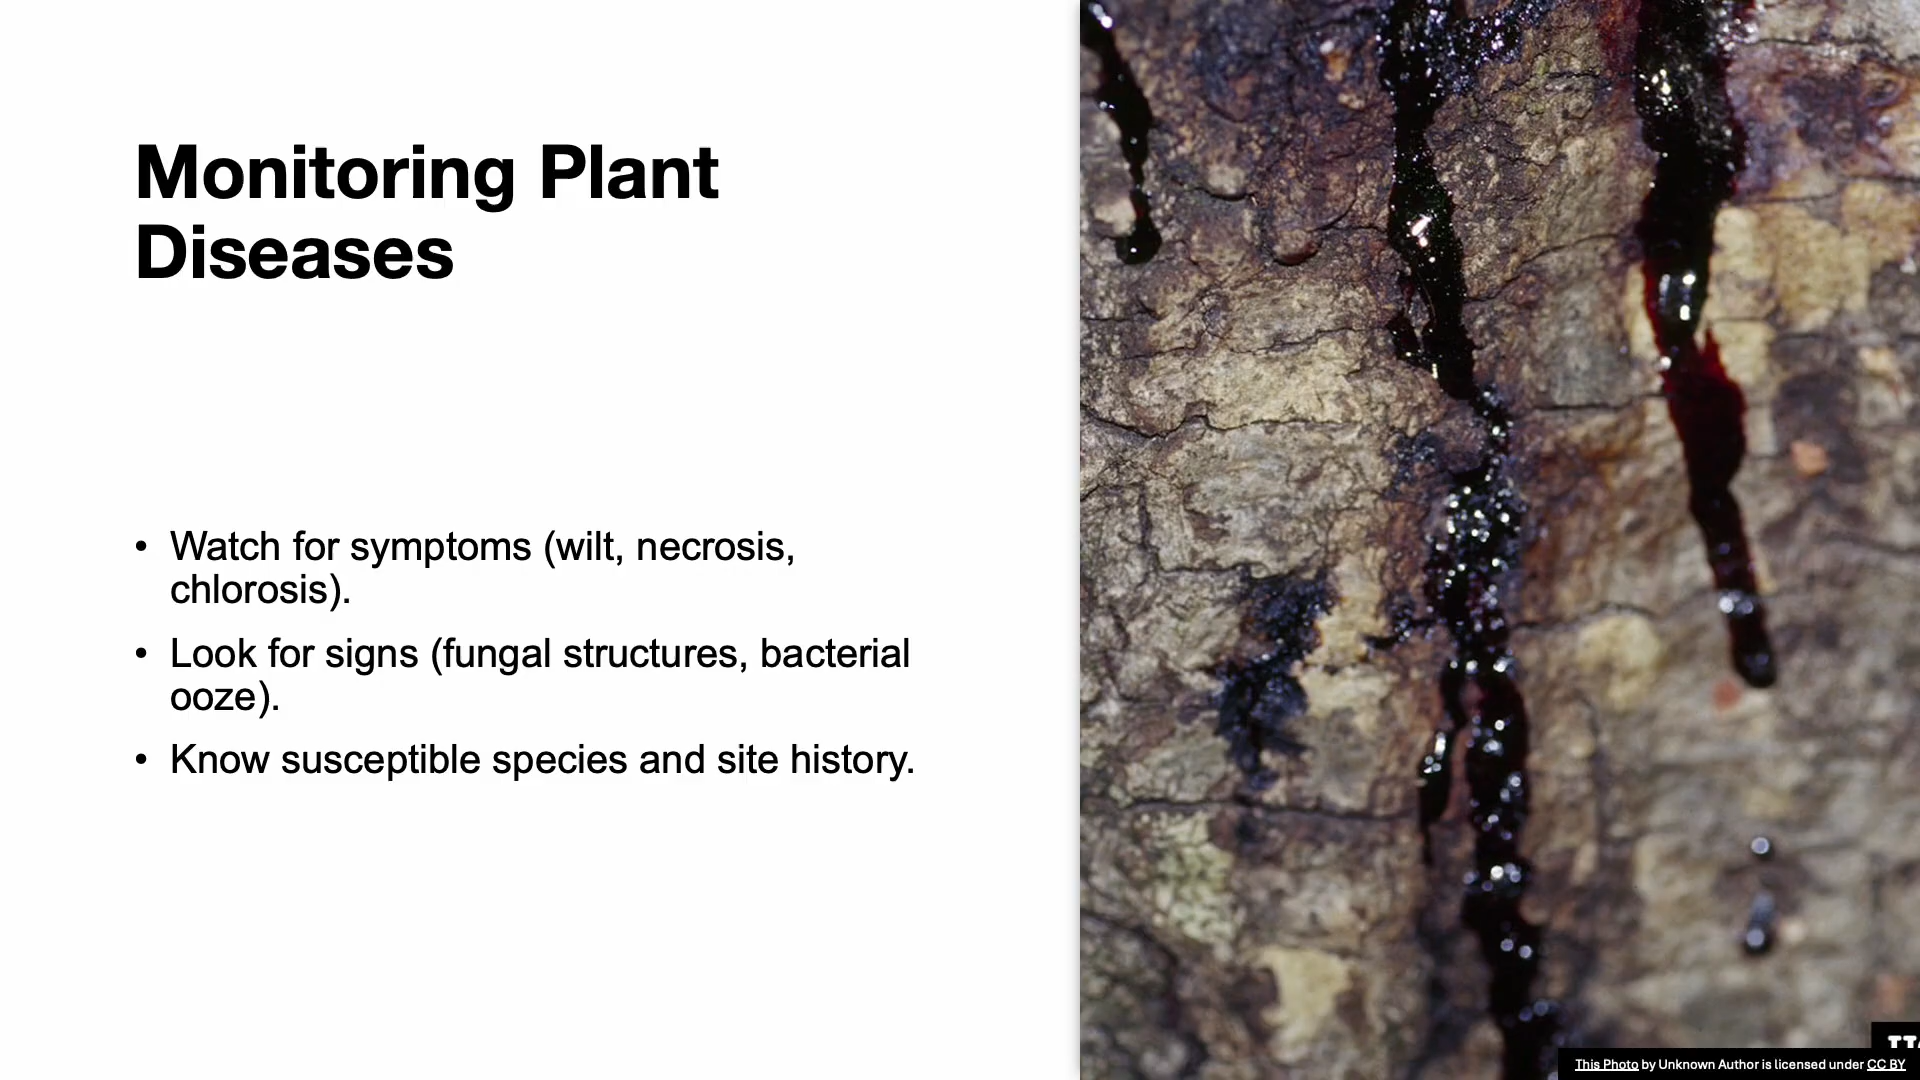 Monitoring Plant
Diseases
• Watch for symptoms (wilt, necrosis,
chlorosis).
• Look for signs (fungal structures, bacterial
ooze).
• Know susceptible species and site history.
This Photo by Unknown Author is licensed under CC BY